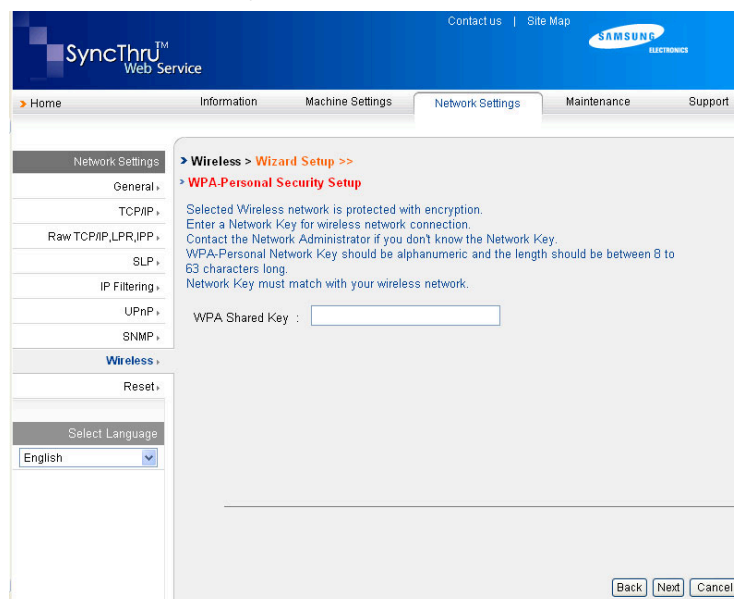 Contact us | Site Map
SAMSUNG
ELECTRONICS
SyncThru™
Web Service
Home
Information
Machine Settings
Network Settings
Maintenance
Support
Network Settings
General
TCP/IP
Raw TCP/IP,LPR,IPP
SLP
IP Filtering
UPnP
SNMP
Wireless
Reset
Select Language
English
Wireless > Wizard Setup >>
WPA-Personal Security Setup
Selected Wireless network is protected with encryption.
Enter a Network Key for wireless network connection.
Contact the Network Administrator if you don't know the Network Key.
WPA-Personal Network Key should be alphanumeric and the length should be between 8 to
63 characters long.
Network Key must match with your wireless network.
WPA Shared Key :
Back
Next
Cancel